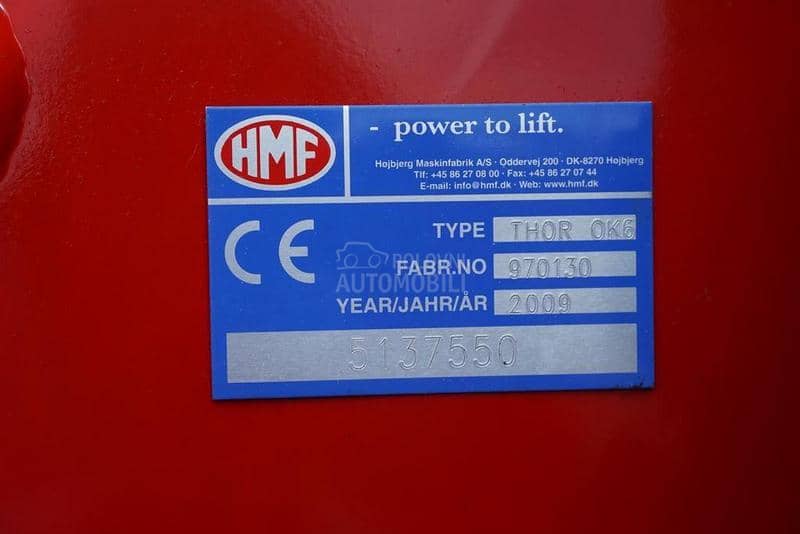 HMF
- power to lift.
Højbjerg Maskinfabrik A/S · Oddervej 200 · DK-8270 Højbjerg
Tlf: +45 86 27 08 00 · Fax: +45 86 27 07 44
E-mail: info@hmf.dk · Web: www.hmf.dk
CE
TYPE THOR OK6
FABR.NO 970130
YEAR/JAHR/ÅR 2009
5137550
POLOVNI
AUTOMOBILI